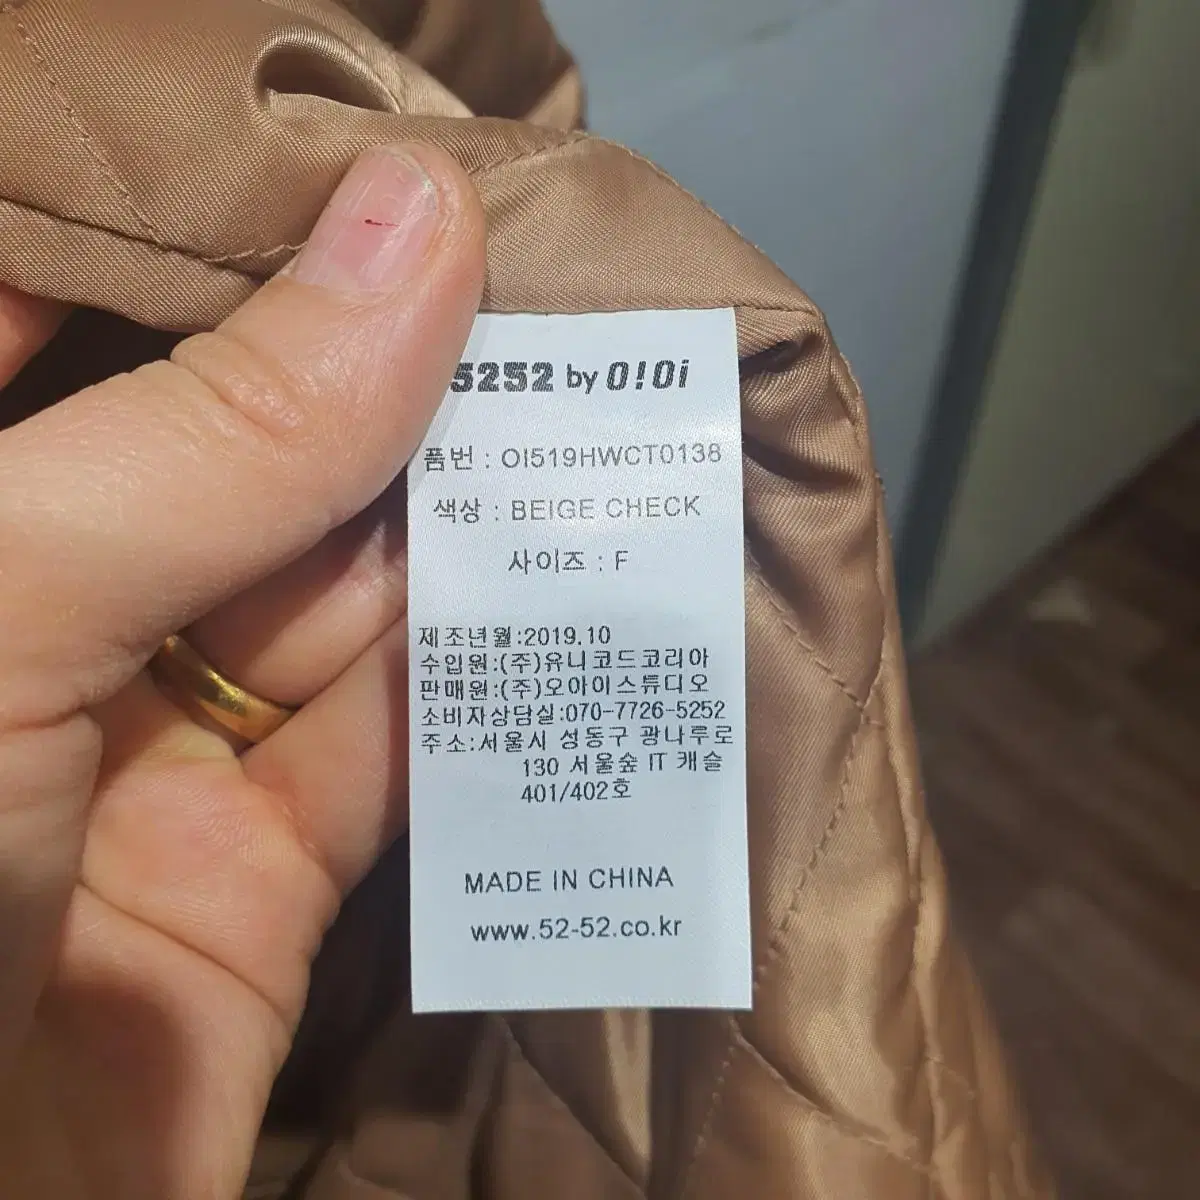 5252 by O!Oi
품번 : OI519HWCT0138
색상 : BEIGE CHECK
사이즈 : F
제조년월:2019.10
수입원:(주)유니코드코리아
판매원:(주)오아이스튜디오
소비자상담실:070-7726-5252
주소:서울시 성동구 광나루로
130 서울숲 IT 캐슬
401/402호
MADE IN CHINA
www.52-52.co.kr